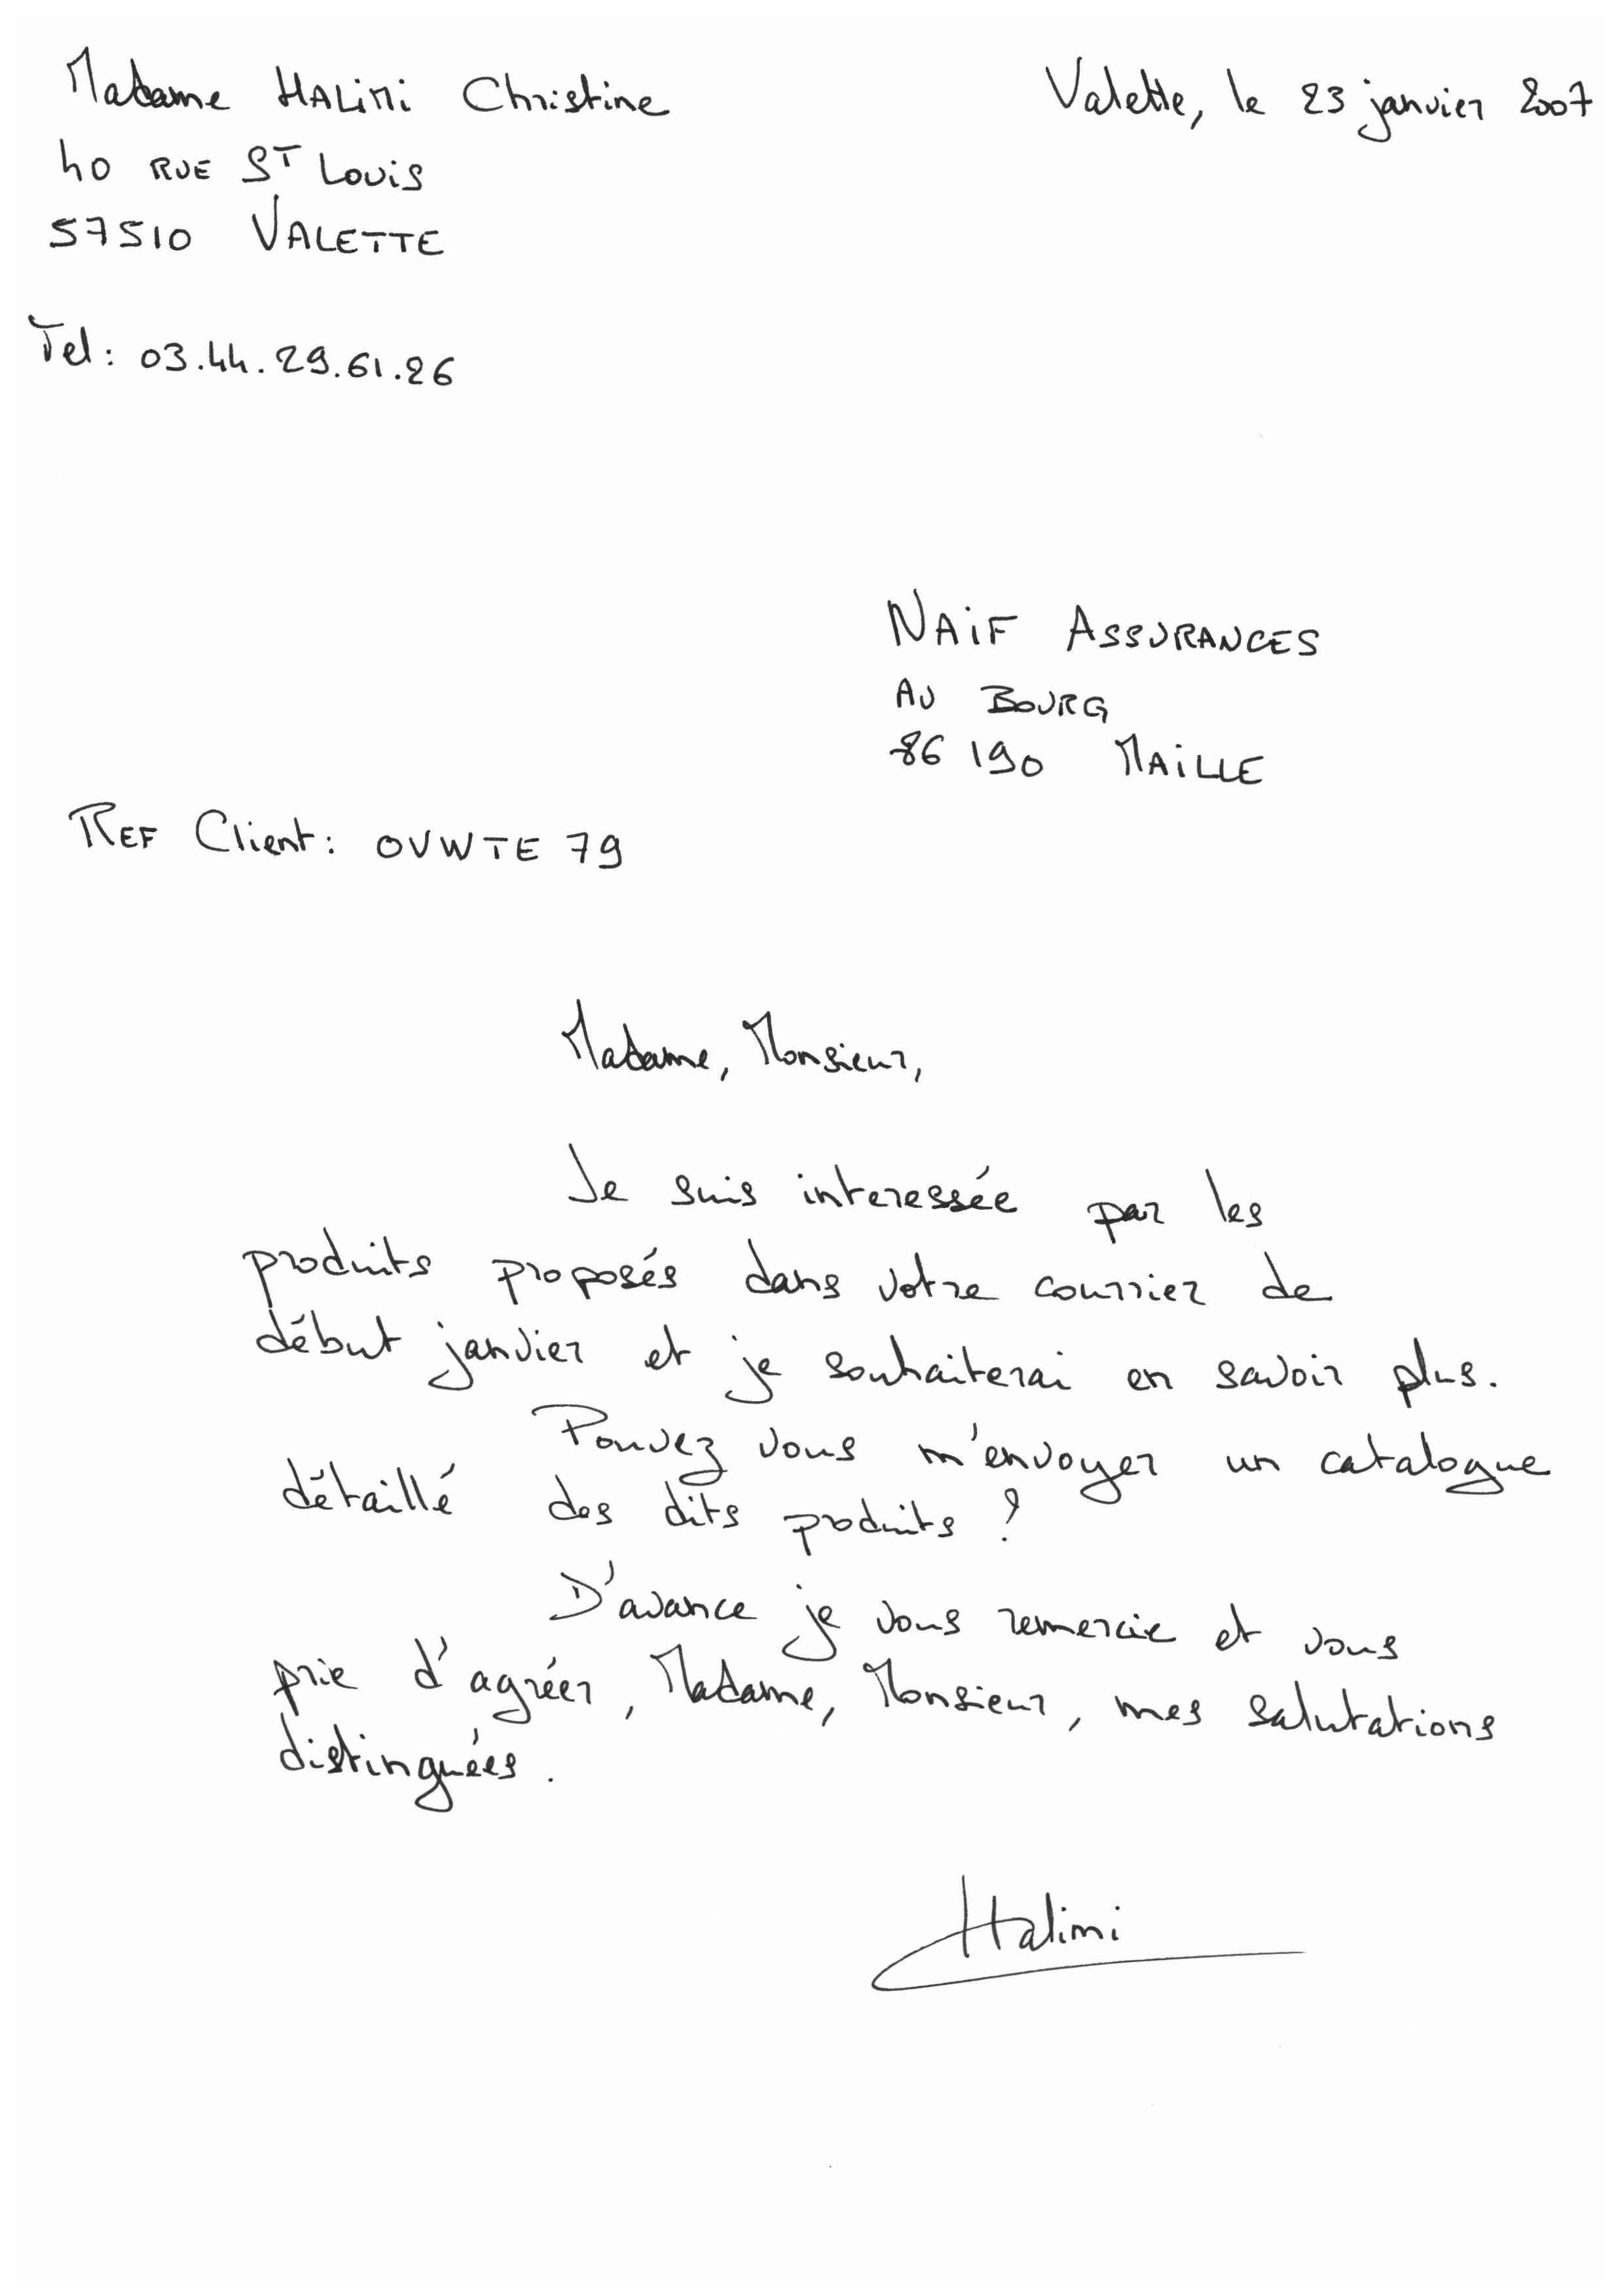 Madame HALIMI Christine
Valette, le 23 janvier 2007
40 RUE ST Louis
57510 VALETTE
Tel: 03.44.29.61.26
NAIF ASSURANCES
AU BOURG
86190 MAILLE
REF Client: OVWTE 79
Madame, Monsieur,
Je suis interessée par les
produits proposés dans votre courrier de
début janvier et je souhaiterai en savoir plus.
Pouvez vous m'envoyer un catalogue
détaillé des dits produits ?
D'avance je vous remercie et vous
prie d'agréer, Madame, Monsieur, mes salutations
distinguées.
Halimi